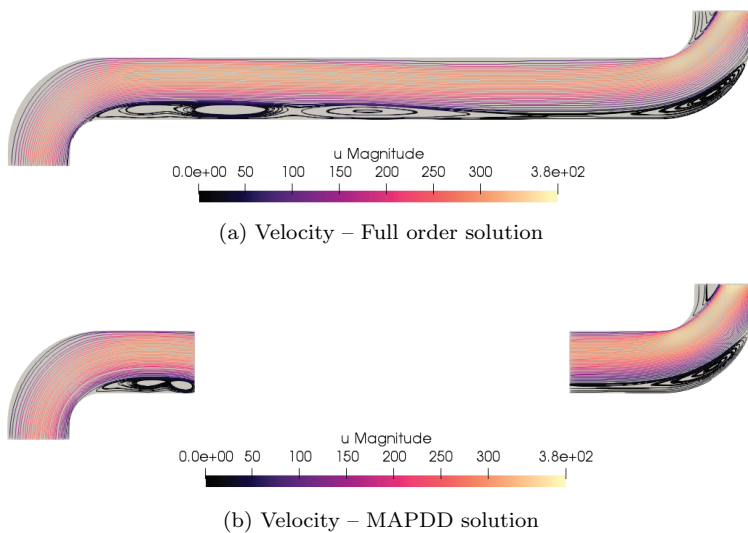 u Magnitude
0.0e+00 50 100 150 200 250 300 3.8e+02
(a) Velocity – Full order solution
u Magnitude
0.0e+00 50 100 150 200 250 300 3.8e+02
(b) Velocity – MAPDD solution